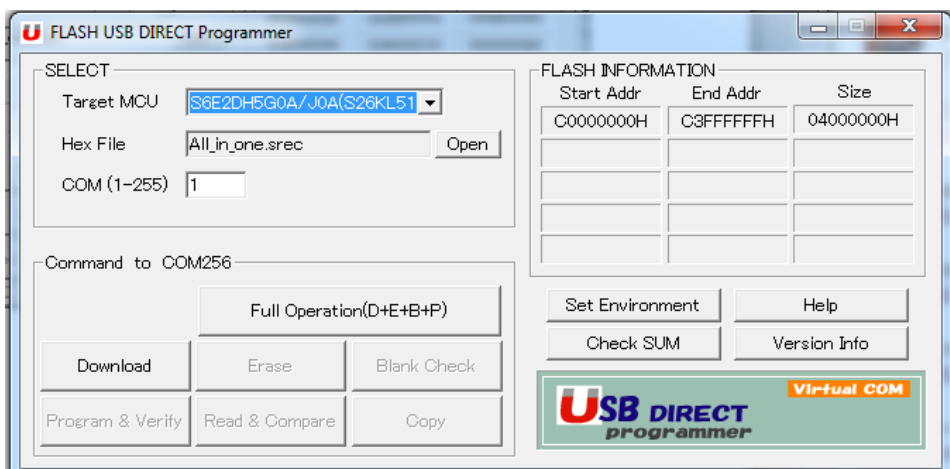 FLASH USB DIRECT Programmer
SELECT
Target MCU S6E2DH5G0A/J0A(S26KL51
Hex File All_in_one.srec Open
COM (1-255) 1
FLASH INFORMATION
Start Addr End Addr Size
C0000000H C3FFFFFFH 04000000H
Command to COM256
Full Operation(D+E+B+P)
Download Erase Blank Check
Program & Verify Read & Compare Copy
Set Environment Help
Check SUM Version Info
Virtual COM
USB DIRECT
programmer